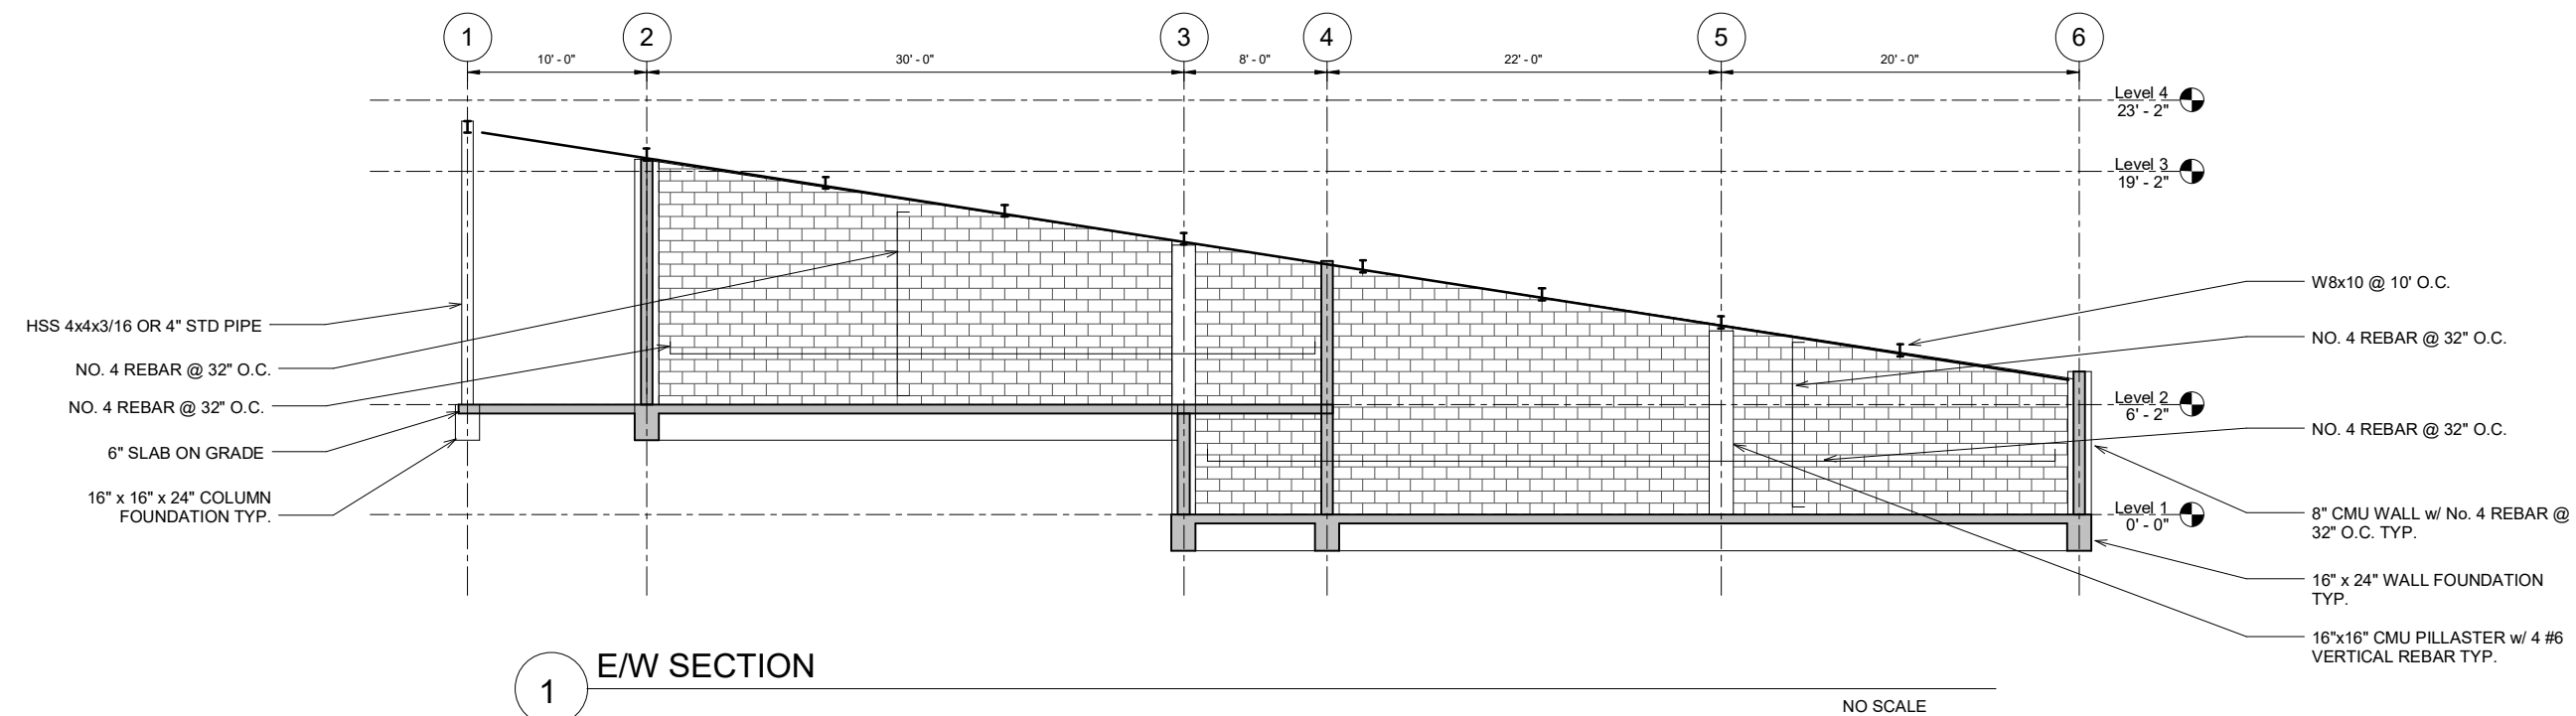 1
2
3
4
5
6
10' - 0"
30' - 0"
8' - 0"
22' - 0"
20' - 0"
Level 4
23' - 2"
Level 3
19' - 2"
Level 2
6' - 2"
Level 1
0' - 0"
HSS 4x4x3/16 OR 4" STD PIPE
NO. 4 REBAR @ 32" O.C.
NO. 4 REBAR @ 32" O.C.
6" SLAB ON GRADE
16" x 16" x 24" COLUMN
FOUNDATION TYP.
W8x10 @ 10' O.C.
NO. 4 REBAR @ 32" O.C.
NO. 4 REBAR @ 32" O.C.
8" CMU WALL w/ No. 4 REBAR @
32" O.C. TYP.
16" x 24" WALL FOUNDATION
TYP.
16"x16" CMU PILLASTER w/ 4 #6
VERTICAL REBAR TYP.
1
E/W SECTION
NO SCALE